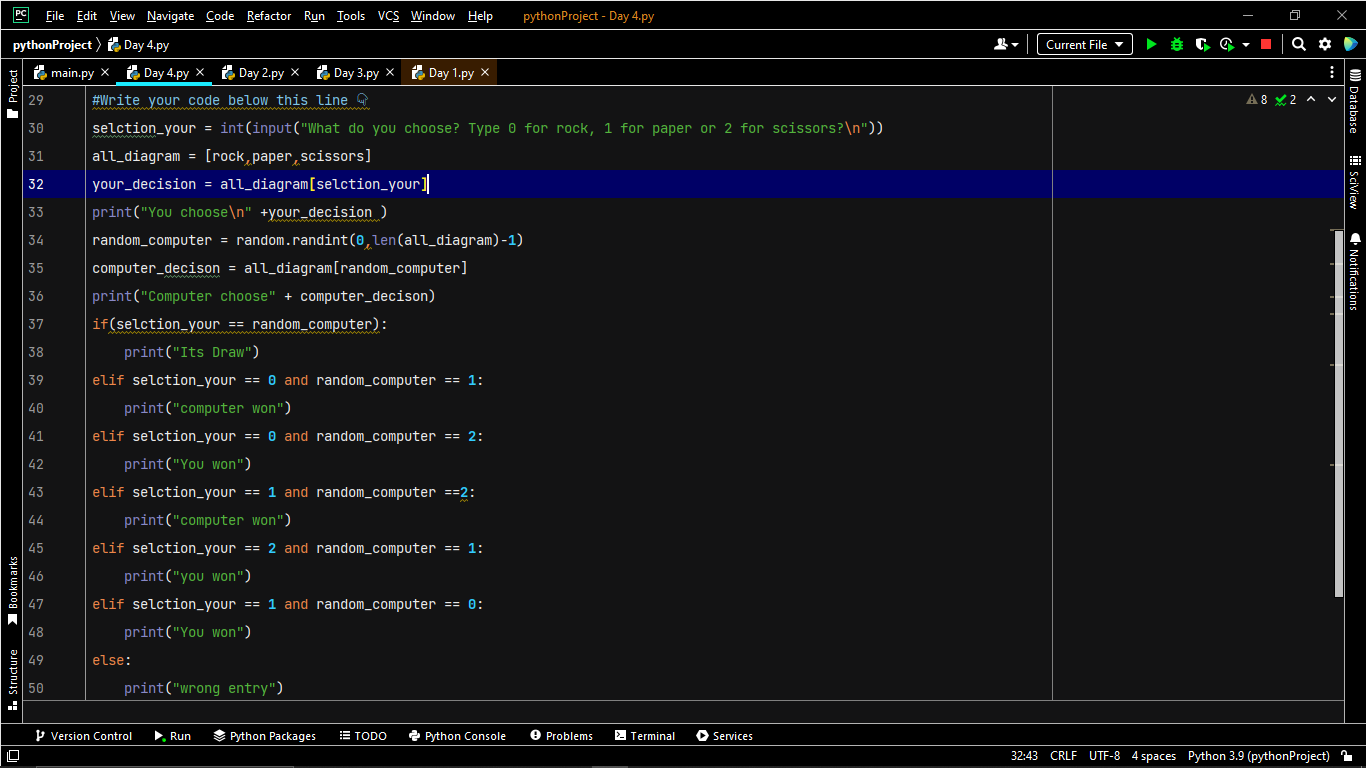 PC File Edit View Navigate Code Refactor Run Tools VCS Window Help pythonProject - Day 4.py
pythonProject Day 4.py Current File
main.py Day 4.py Day 2.py Day 3.py Day 1.py
Project
Bookmarks
Structure
8 2
29 #Write your code below this line 👇
30 selction_your = int(input("What do you choose? Type 0 for rock, 1 for paper or 2 for scissors?\n"))
31 all_diagram = [rock,paper,scissors]
32 your_decision = all_diagram[selction_your]
33 print("You choose\n" +your_decision )
34 random_computer = random.randint(0,len(all_diagram)-1)
35 computer_decison = all_diagram[random_computer]
36 print("Computer choose" + computer_decison)
37 if(selction_your == random_computer):
38     print("Its Draw")
39 elif selction_your == 0 and random_computer == 1:
40     print("computer won")
41 elif selction_your == 0 and random_computer == 2:
42     print("You won")
43 elif selction_your == 1 and random_computer ==2:
44     print("computer won")
45 elif selction_your == 2 and random_computer == 1:
46     print("you won")
47 elif selction_your == 1 and random_computer == 0:
48     print("You won")
49 else:
50     print("wrong entry")
Database
SciView
Notifications
Version Control Run Python Packages TODO Python Console Problems Terminal Services
32:43 CRLF UTF-8 4 spaces Python 3.9 (pythonProject)